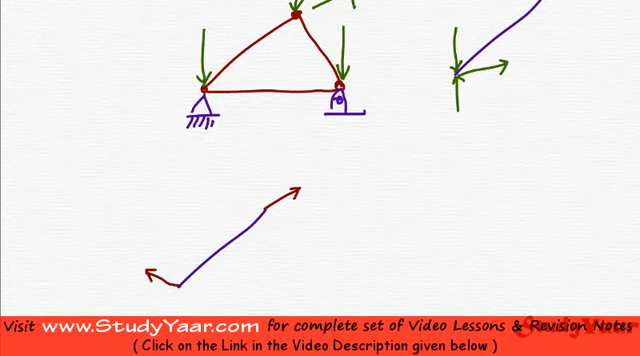 Visit www.StudyYaar.com for complete set of Video Lessons & Revision Notes
StudyYaar
( Click on the Link in the Video Description given below )